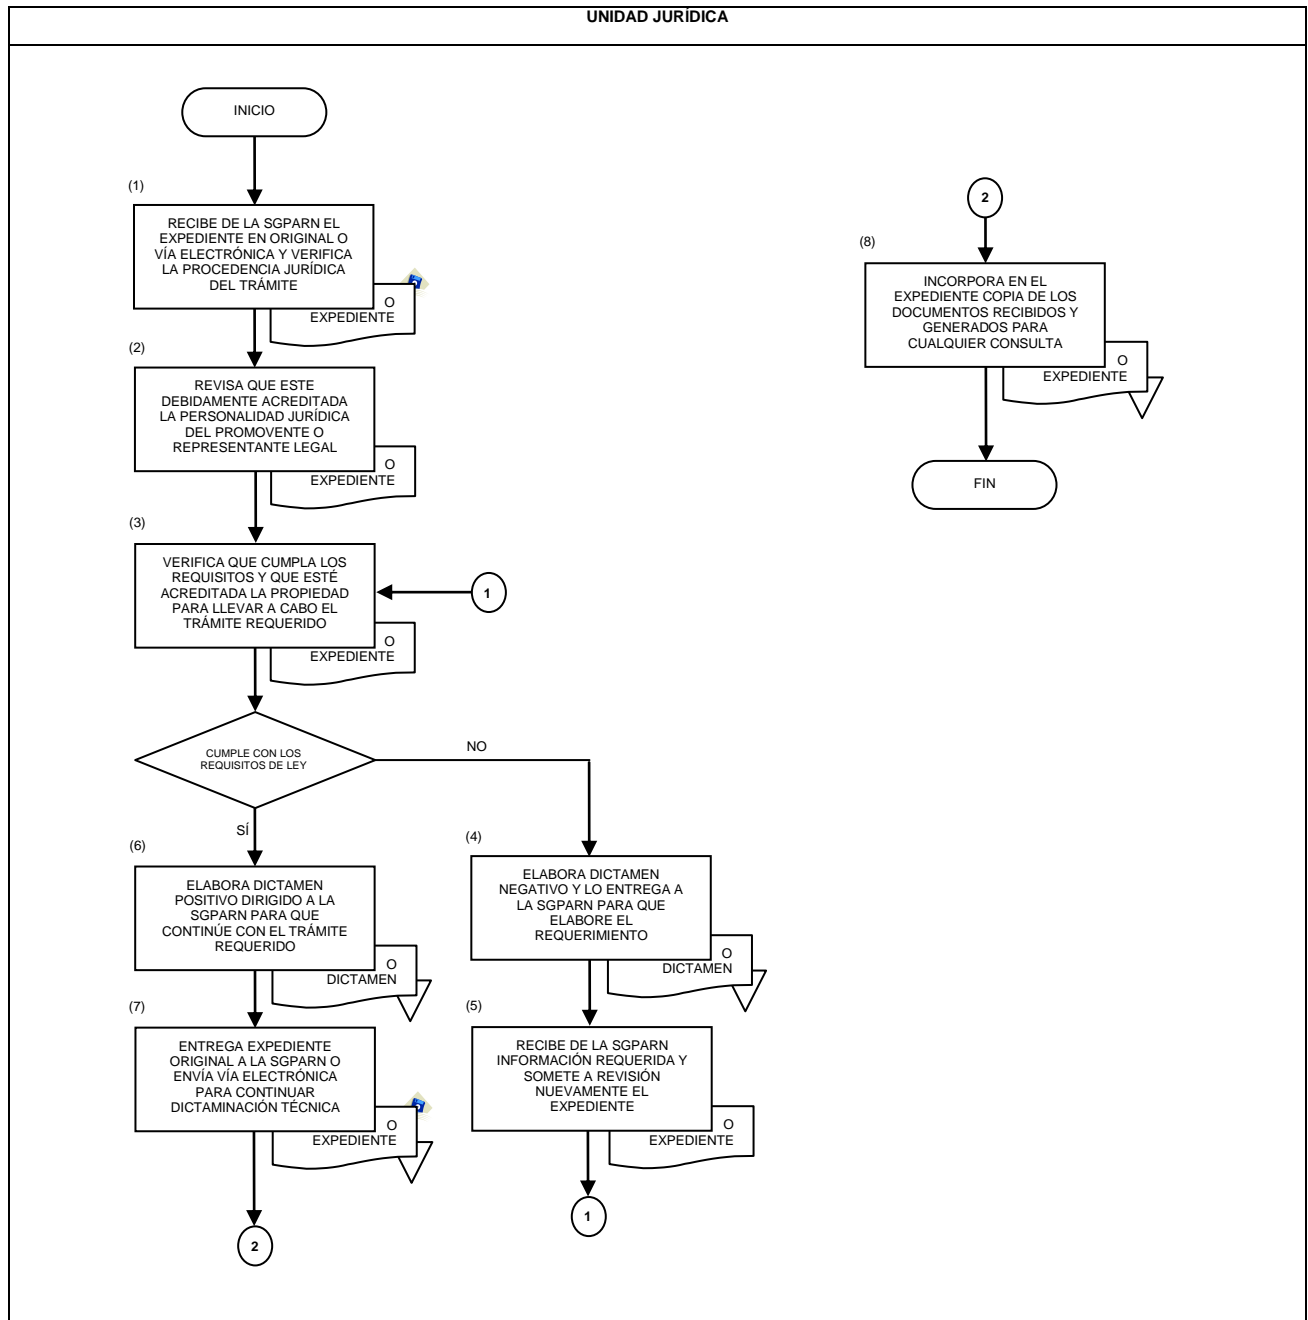 UNIDAD JURÍDICA
INICIO
(1)
RECIBE DE LA SGPARN EL
EXPEDIENTE EN ORIGINAL O
VÍA ELECTRÓNICA Y VERIFICA
LA PROCEDENCIA JURÍDICA
DEL TRÁMITE
O
EXPEDIENTE
(2)
REVISA QUE ESTE
DEBIDAMENTE ACREDITADA
LA PERSONALIDAD JURÍDICA
DEL PROMOVENTE O
REPRESENTANTE LEGAL
O
EXPEDIENTE
(3)
VERIFICA QUE CUMPLA LOS
REQUISITOS Y QUE ESTÉ
ACREDITADA LA PROPIEDAD
PARA LLEVAR A CABO EL
TRÁMITE REQUERIDO
1
O
EXPEDIENTE
CUMPLE CON LOS
REQUISITOS DE LEY
NO
SÍ
(6)
ELABORA DICTAMEN
POSITIVO DIRIGIDO A LA
SGPARN PARA QUE
CONTINÚE CON EL TRÁMITE
REQUERIDO
O
DICTAMEN
(7)
ENTREGA EXPEDIENTE
ORIGINAL A LA SGPARN O
ENVÍA VÍA ELECTRÓNICA
PARA CONTINUAR
DICTAMINACIÓN TÉCNICA
O
EXPEDIENTE
2
(4)
ELABORA DICTAMEN
NEGATIVO Y LO ENTREGA A
LA SGPARN PARA QUE
ELABORE EL
REQUERIMIENTO
O
DICTAMEN
(5)
RECIBE DE LA SGPARN
INFORMACIÓN REQUERIDA Y
SOMETE A REVISIÓN
NUEVAMENTE EL
EXPEDIENTE
O
EXPEDIENTE
1
2
(8)
INCORPORA EN EL
EXPEDIENTE COPIA DE LOS
DOCUMENTOS RECIBIDOS Y
GENERADOS PARA
CUALQUIER CONSULTA
O
EXPEDIENTE
FIN